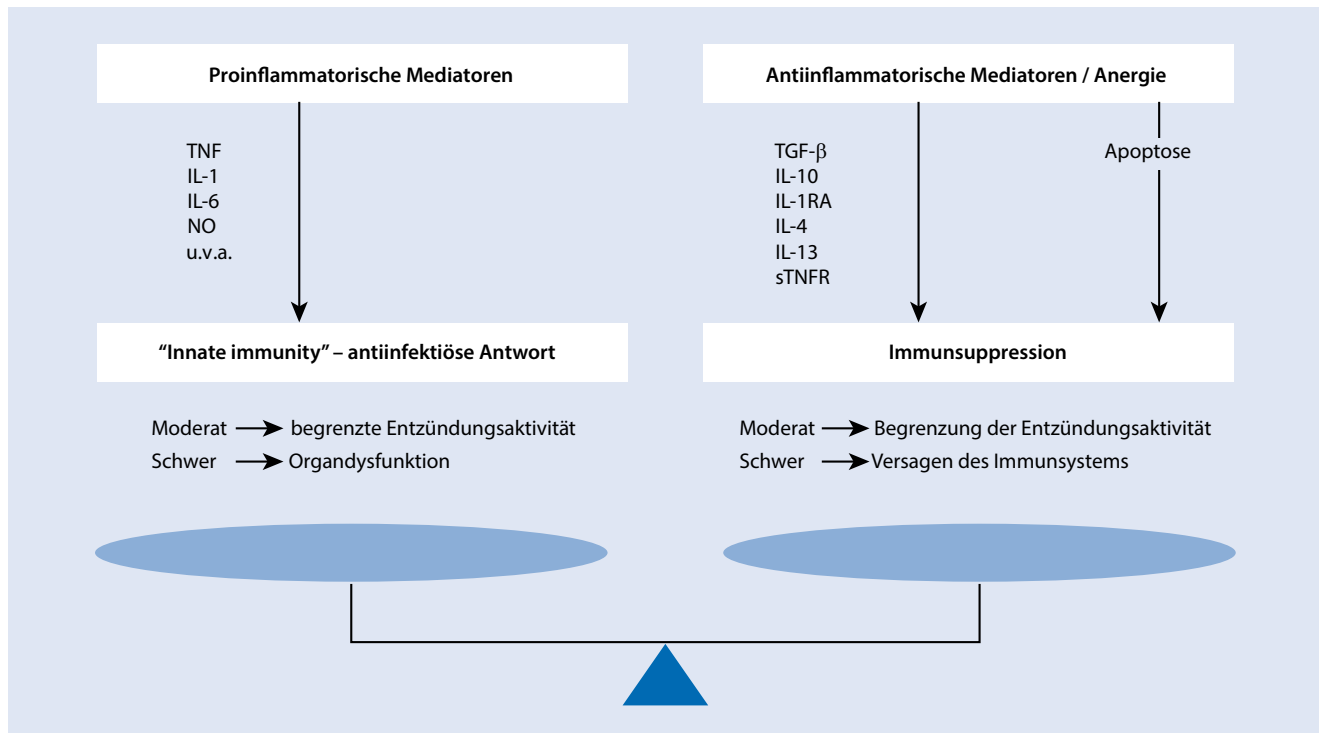 Proinflammatorische Mediatoren
TNF
IL-1
IL-6
NO
u.v.a.
“Innate immunity” – antiinfektiöse Antwort
Moderat begrenzte Entzündungsaktivität
Schwer Organdysfunktion
Antiinflammatorische Mediatoren / Anergie
TGF-β
IL-10
IL-1RA
IL-4
IL-13
sTNFR
Apoptose
Immunsuppression
Moderat Begrenzung der Entzündungsaktivität
Schwer Versagen des Immunsystems